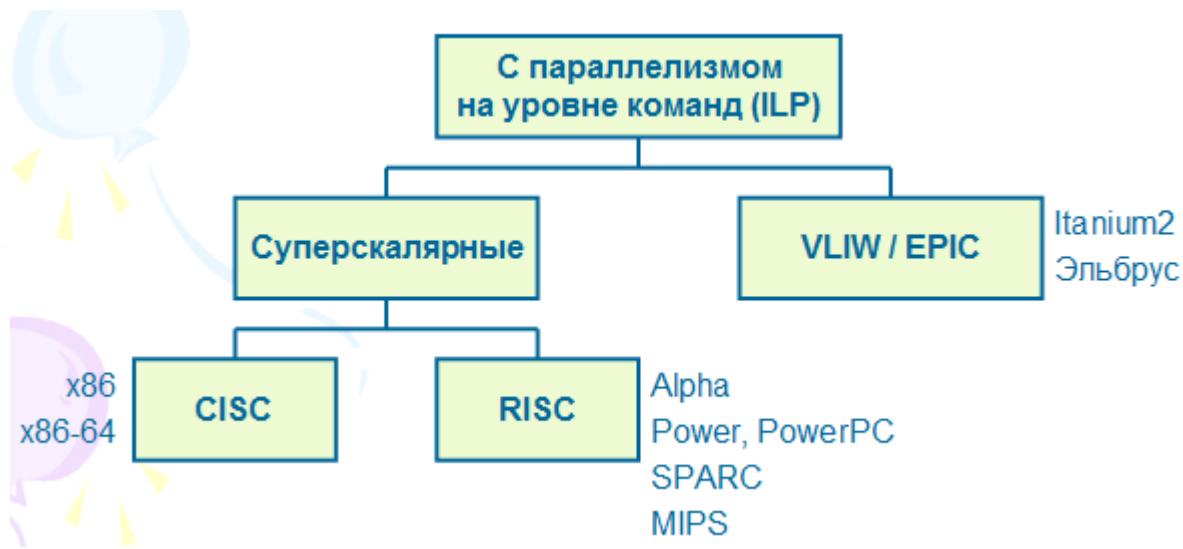 С параллелизмом
на уровне команд (ILP)
Суперскалярные
VLIW / EPIC
Itanium2
Эльбрус
x86
x86-64
CISC
RISC
Alpha
Power, PowerPC
SPARC
MIPS